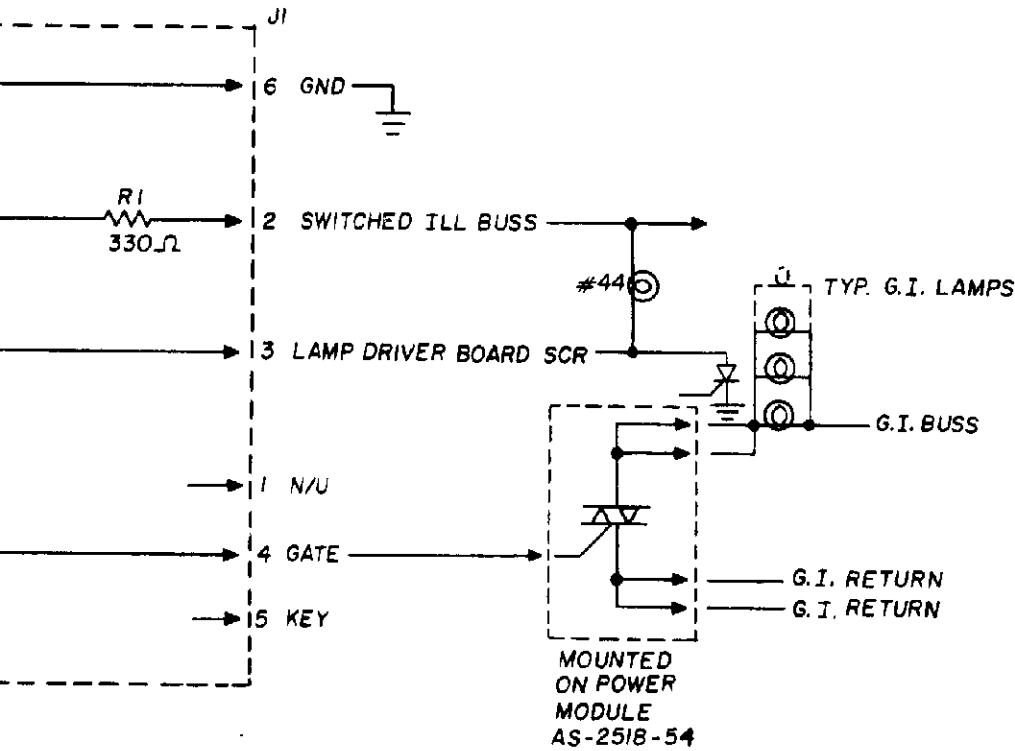 J1
6 GND
R1
330Ω
2 SWITCHED ILL BUSS
#44
TYP. G.I. LAMPS
3 LAMP DRIVER BOARD SCR
G.I. BUSS
1 N/U
4 GATE
G.I. RETURN
G.I. RETURN
5 KEY
MOUNTED
ON POWER
MODULE
AS-2518-54